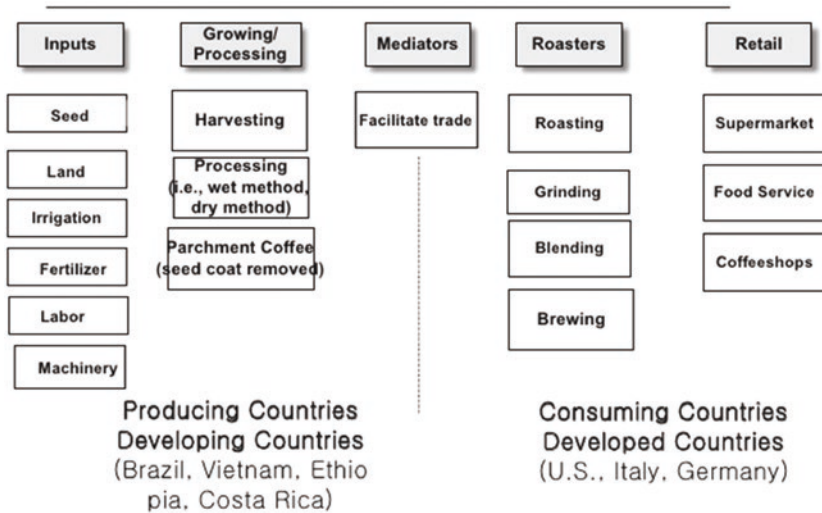 Inputs
Growing/
Processing
Mediators
Roasters
Retail
Seed
Land
Irrigation
Fertilizer
Labor
Machinery
Harvesting
Processing
(i.e., wet method,
dry method)
Parchment Coffee
(seed coat removed)
Facilitate trade
Roasting
Grinding
Blending
Brewing
Supermarket
Food Service
Coffeeshops
Producing Countries
Developing Countries
(Brazil, Vietnam, Ethio
pia, Costa Rica)
Consuming Countries
Developed Countries
(U.S., Italy, Germany)